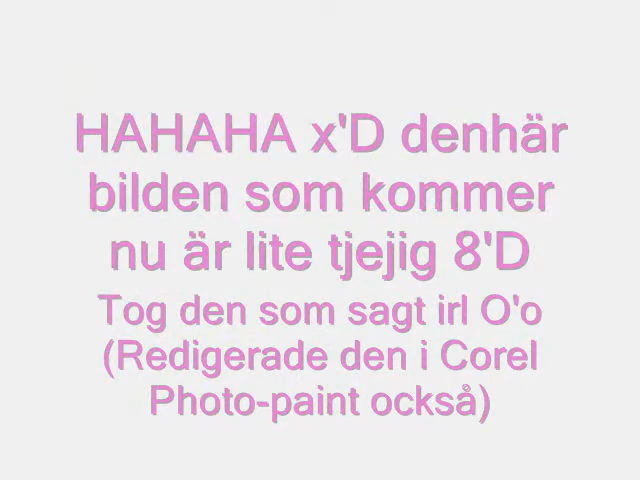 HAHAHA x'D denhär
bilden som kommer
nu är lite tjejig 8'D
Tog den som sagt irl O'o
(Redigerade den i Corel
Photo-paint också)